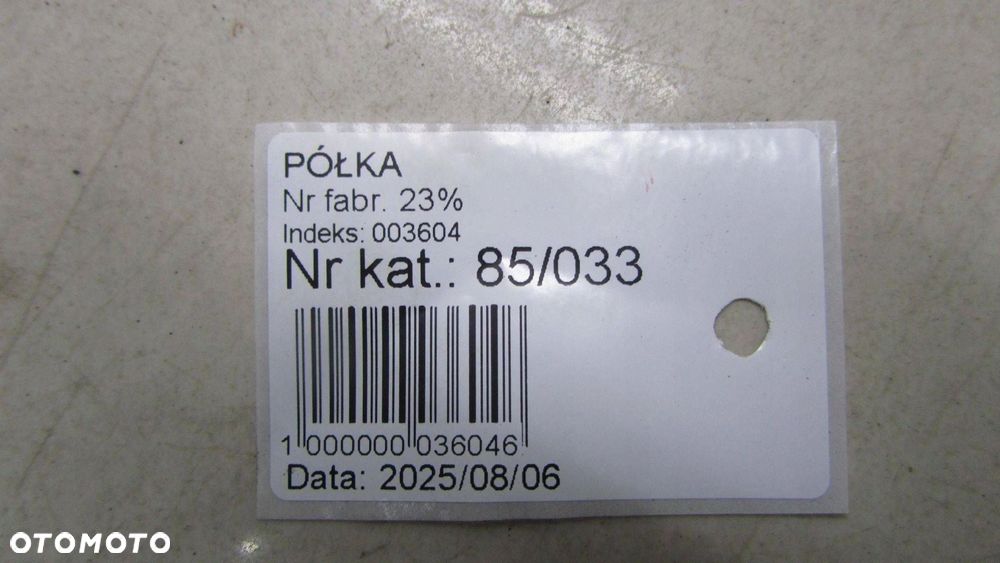 PÓŁKA
Nr fabr. 23%
Indeks: 003604
Nr kat.: 85/033
1 000000 036046
Data: 2025/08/06
OTOMOTO